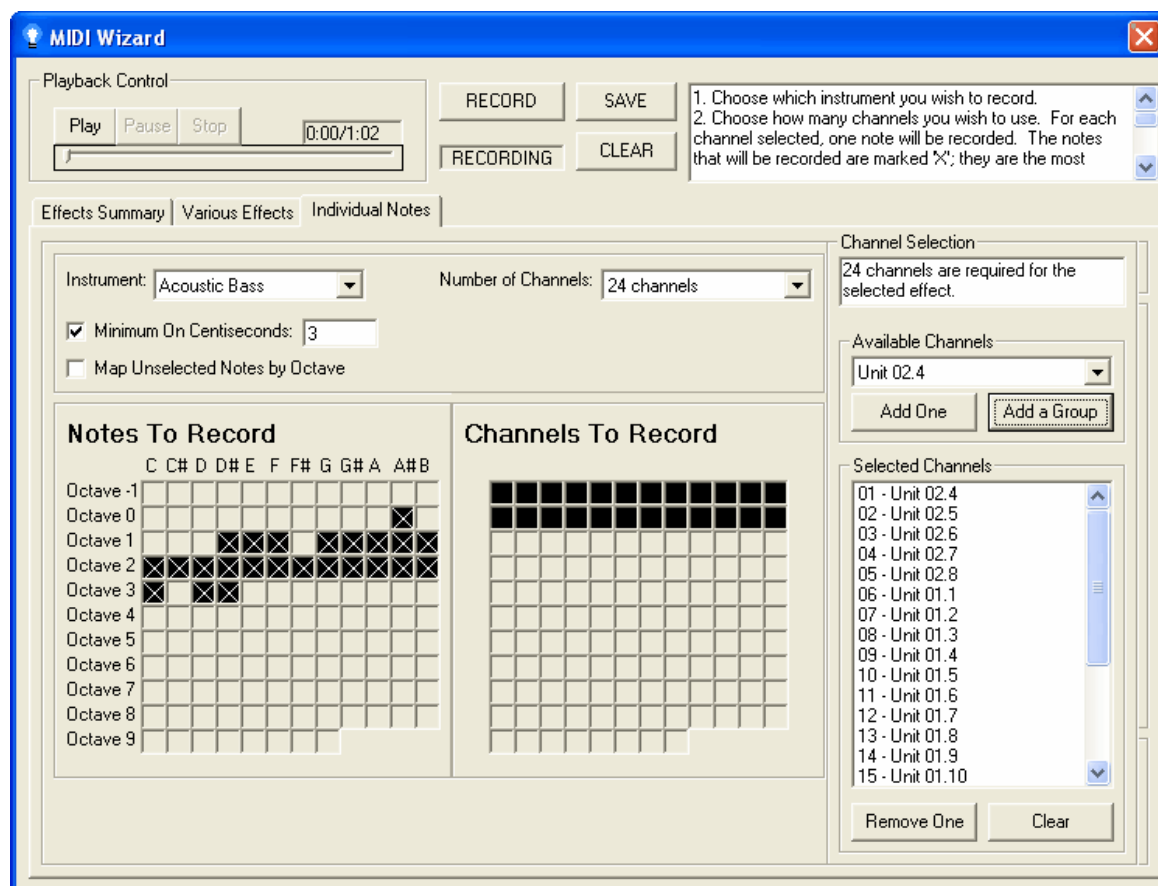 MIDI Wizard
Playback Control
Play Pause Stop 0:00/1:02
RECORD
SAVE
RECORDING
CLEAR
1. Choose which instrument you wish to record.
2. Choose how many channels you wish to use. For each
channel selected, one note will be recorded. The notes
that will be recorded are marked 'X'; they are the most
Effects Summary Various Effects Individual Notes
Instrument: Acoustic Bass
Number of Channels: 24 channels
Minimum On Centiseconds: 3
Map Unselected Notes by Octave
Notes To Record
C C# D D# E F F# G G# A A# B
Octave -1
Octave 0
Octave 1
Octave 2
Octave 3
Octave 4
Octave 5
Octave 6
Octave 7
Octave 8
Octave 9
Channels To Record
Channel Selection
24 channels are required for the
selected effect.
Available Channels
Unit 02.4
Add One Add a Group
Selected Channels
01 - Unit 02.4
02 - Unit 02.5
03 - Unit 02.6
04 - Unit 02.7
05 - Unit 02.8
06 - Unit 01.1
07 - Unit 01.2
08 - Unit 01.3
09 - Unit 01.4
10 - Unit 01.5
11 - Unit 01.6
12 - Unit 01.7
13 - Unit 01.8
14 - Unit 01.9
15 - Unit 01.10
Remove One Clear